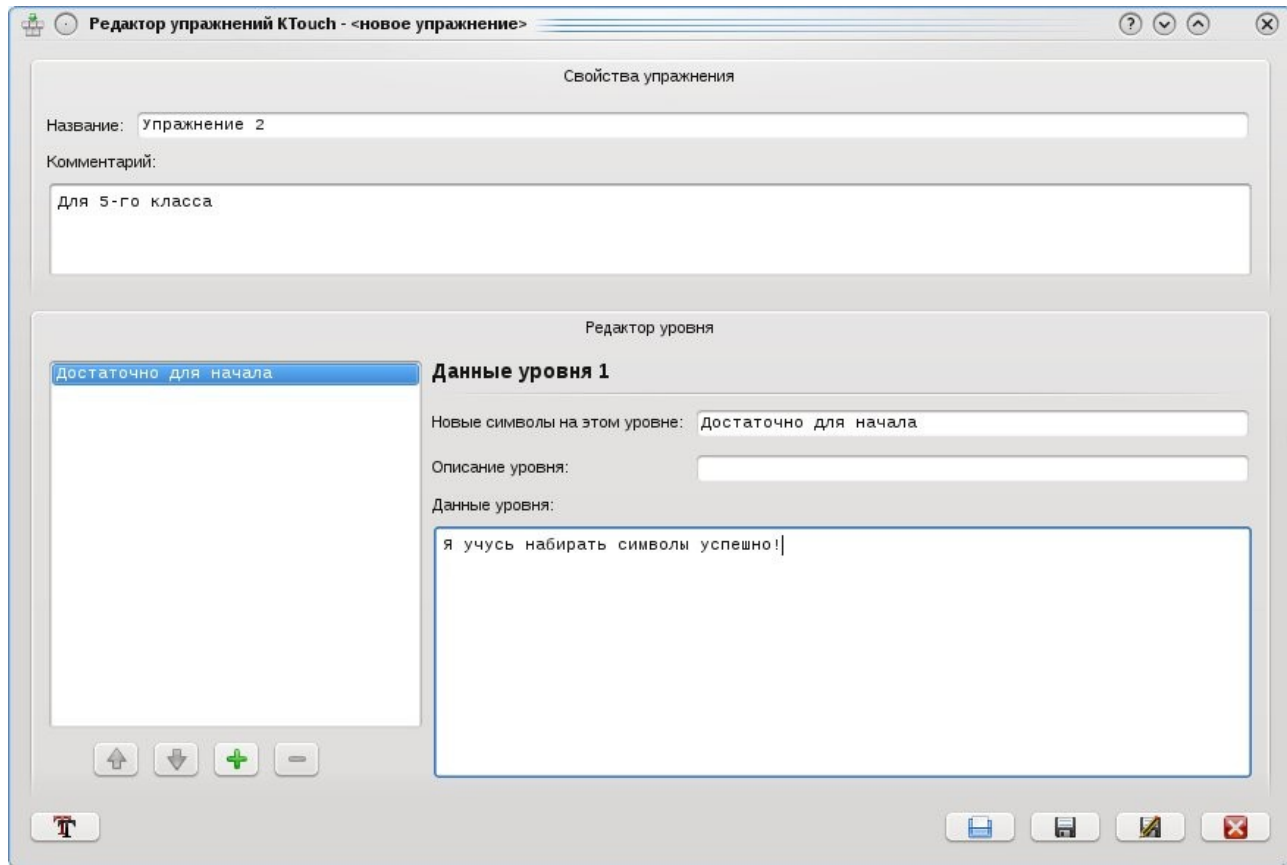 Редактор упражнений KTouch - <новое упражнение>
Свойства упражнения
Название: Упражнение 2
Комментарий:
Для 5-го класса
Редактор уровня
Достаточно для начала
Данные уровня 1
Новые символы на этом уровне: Достаточно для начала
Описание уровня:
Данные уровня:
Я учусь набирать символы успешно!